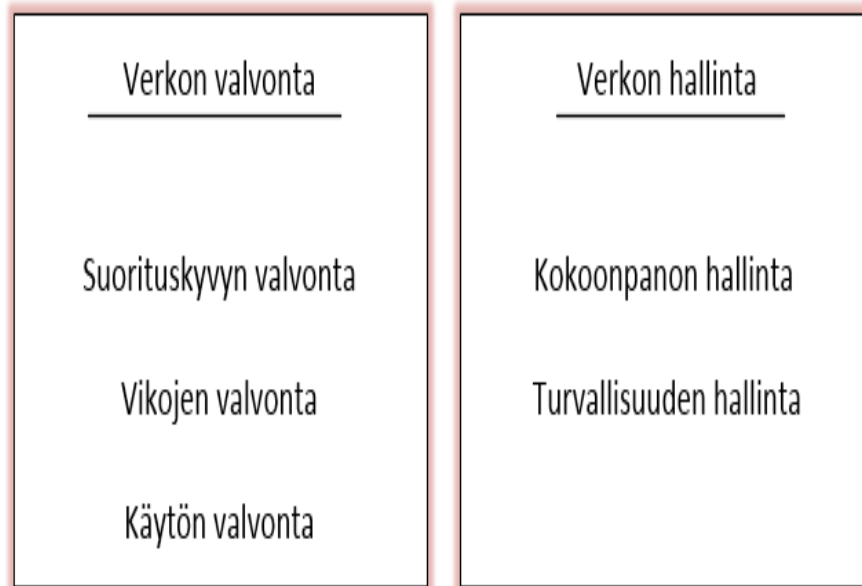 Verkon valvonta
Suorituskyvyn valvonta
Vikojen valvonta
Käytön valvonta
Verkon hallinta
Kokoonpanon hallinta
Turvallisuuden hallinta